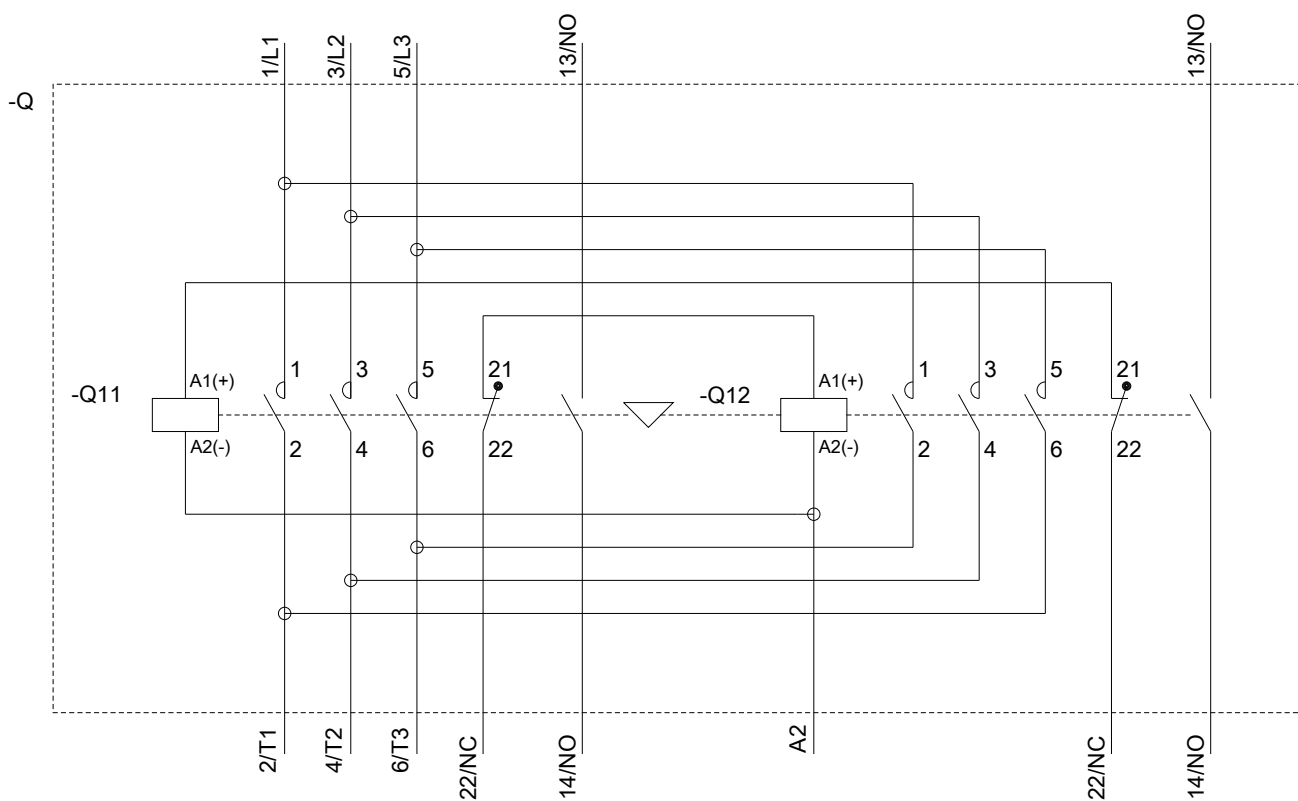 1/L1
3/L2
5/L3
13/NO
13/NO
-Q
1
3
5
21
1
3
5
21
-Q11
A1(+)
-Q12
A1(+)
A2(-)
2
4
6
22
A2(-)
2
4
6
22
2/T1
4/T2
6/T3
22/NC
14/NO
A2
22/NC
14/NO